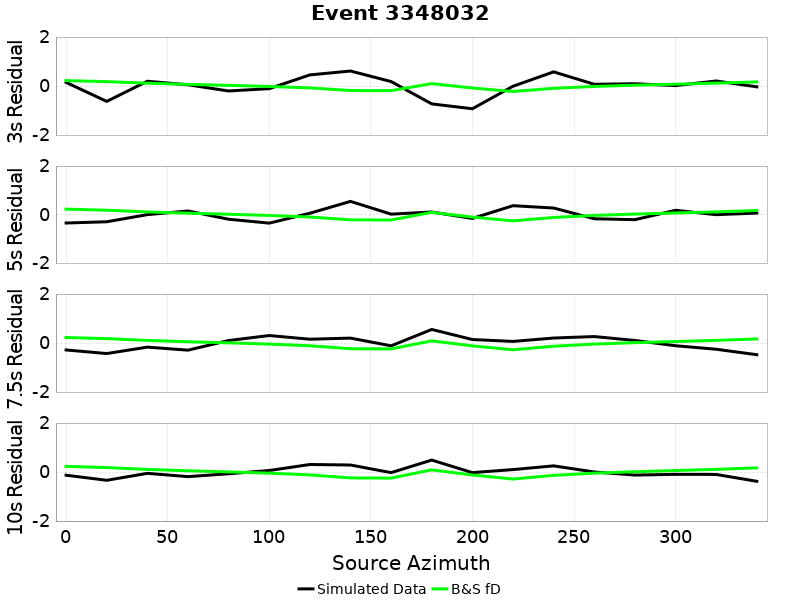 Event 3348032
3s Residual
2
0
-2
5s Residual
2
0
-2
7.5s Residual
2
0
-2
10s Residual
2
0
-2
0 50 100 150 200 250 300
Source Azimuth
Simulated Data B&S fD